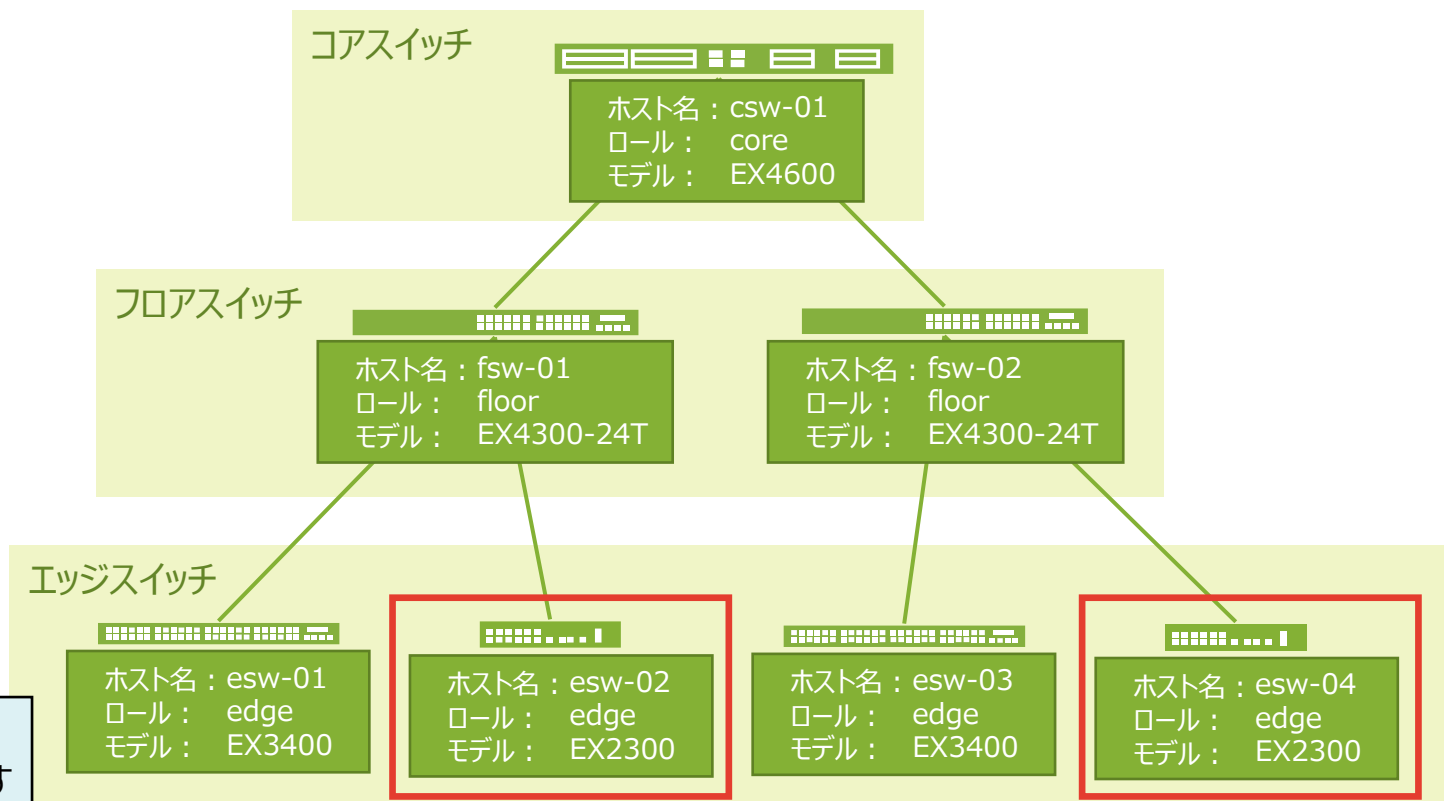 コアスイッチ
ホスト名：csw-01
ロール： core
モデル： EX4600
フロアスイッチ
ホスト名：fsw-01
ロール： floor
モデル： EX4300-24T
ホスト名：fsw-02
ロール： floor
モデル： EX4300-24T
エッジスイッチ
ホスト名：esw-01
ロール： edge
モデル： EX3400
ホスト名：esw-02
ロール： edge
モデル： EX2300
ホスト名：esw-03
ロール： edge
モデル： EX3400
ホスト名：esw-04
ロール： edge
モデル： EX2300
す